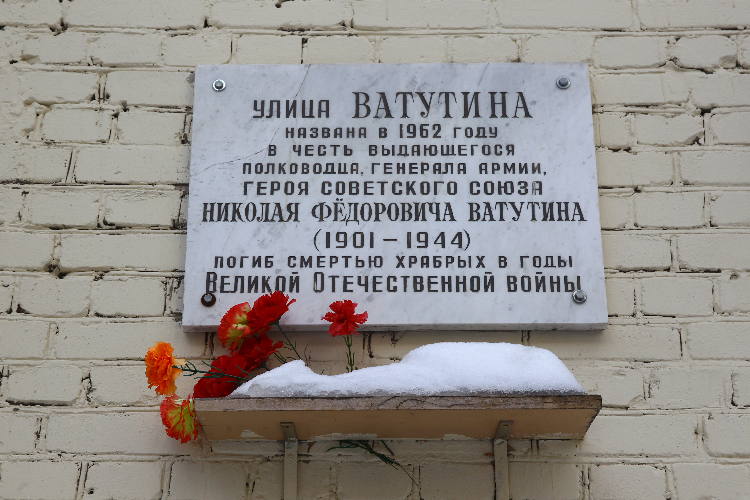 УЛИЦА ВАТУТИНА
НАЗВАНА В 1962 ГОДУ
В ЧЕСТЬ ВЫДАЮЩЕГОСЯ
ПОЛКОВОДЦА, ГЕНЕРАЛА АРМИИ,
ГЕРОЯ СОВЕТСКОГО СОЮЗА
НИКОЛАЯ ФЁДОРОВИЧА ВАТУТИНА
(1901 – 1944)
ПОГИБ СМЕРТЬЮ ХРАБРЫХ В ГОДЫ
ВЕЛИКОЙ ОТЕЧЕСТВЕННОЙ ВОЙНЫ